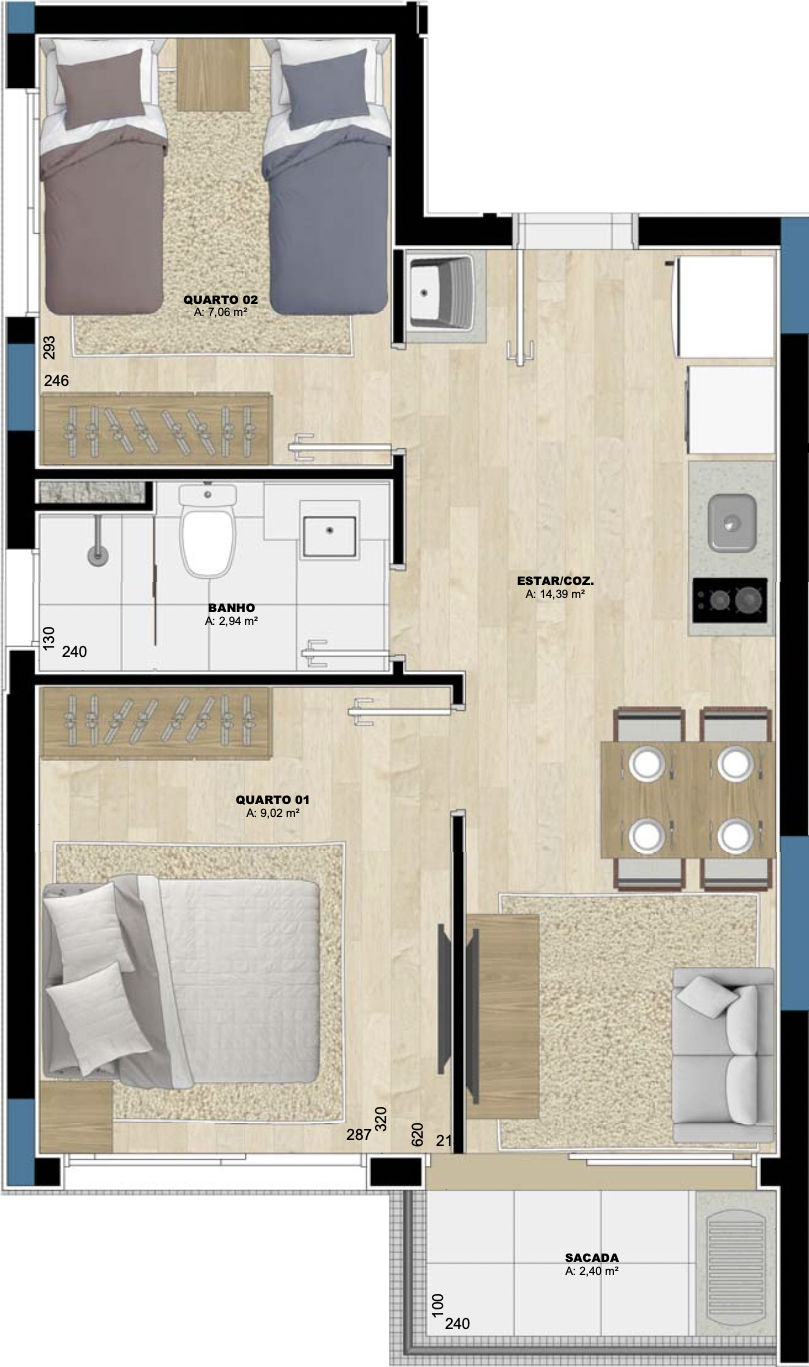 QUARTO 02
A: 7,06 m²
293
246
ESTAR/COZ.
A: 14,39 m²
BANHO
A: 2,94 m²
130
240
QUARTO 01
A: 9,02 m²
287
320
620
21
SACADA
A: 2,40 m²
100
240